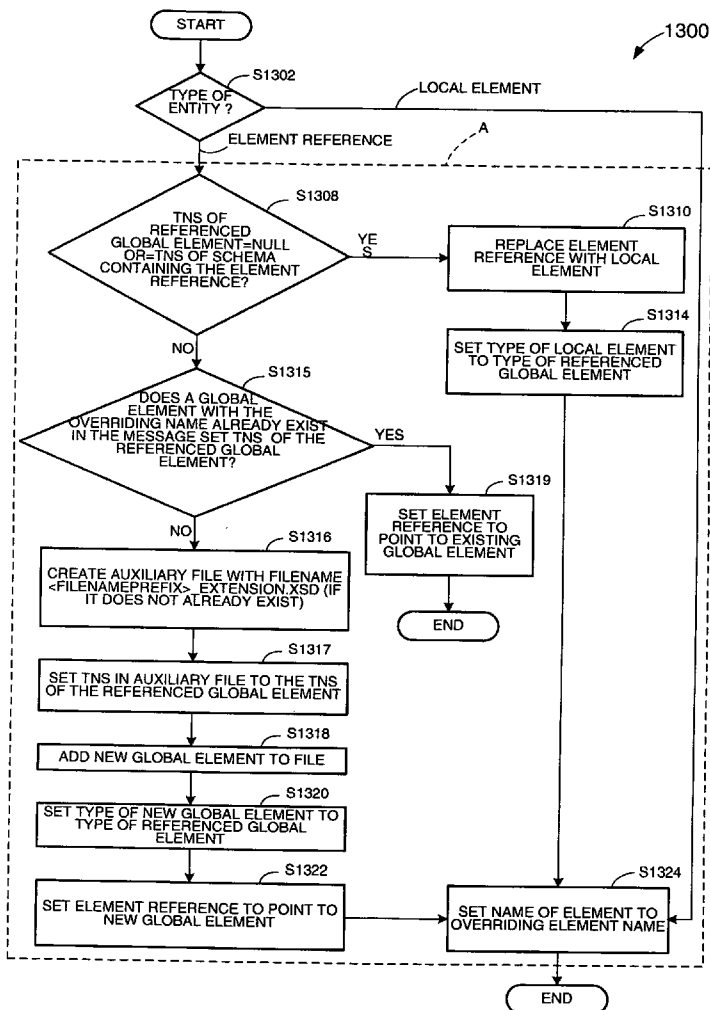 START
1300
S1302
TYPE OF
ENTITY ?
LOCAL ELEMENT
ELEMENT REFERENCE
A
S1308
TNS OF
REFERENCED
GLOBAL ELEMENT=NULL
OR=TNS OF SCHEMA
CONTAINING THE ELEMENT
REFERENCE?
YE
S
S1310
REPLACE ELEMENT
REFERENCE WITH LOCAL
ELEMENT
S1314
SET TYPE OF LOCAL ELEMENT
TO TYPE OF REFERENCED
GLOBAL ELEMENT
NO
S1315
DOES A GLOBAL
ELEMENT WITH THE
OVERRIDING NAME ALREADY EXIST
IN THE MESSAGE SET TNS OF THE
REFERENCED GLOBAL
ELEMENT?
YES
S1319
SET ELEMENT
REFERENCE TO
POINT TO EXISTING
GLOBAL ELEMENT
END
NO
S1316
CREATE AUXILIARY FILE WITH FILENAME
<FILENAMEPREFIX>_EXTENSION.XSD (IF
IT DOES NOT ALREADY EXIST)
S1317
SET TNS IN AUXILIARY FILE TO THE TNS
OF THE REFERENCED GLOBAL ELEMENT
S1318
ADD NEW GLOBAL ELEMENT TO FILE
S1320
SET TYPE OF NEW GLOBAL ELEMENT TO
TYPE OF REFERENCED GLOBAL
ELEMENT
S1322
SET ELEMENT REFERENCE TO POINT TO
NEW GLOBAL ELEMENT
S1324
SET NAME OF ELEMENT TO
OVERRIDING ELEMENT NAME
END